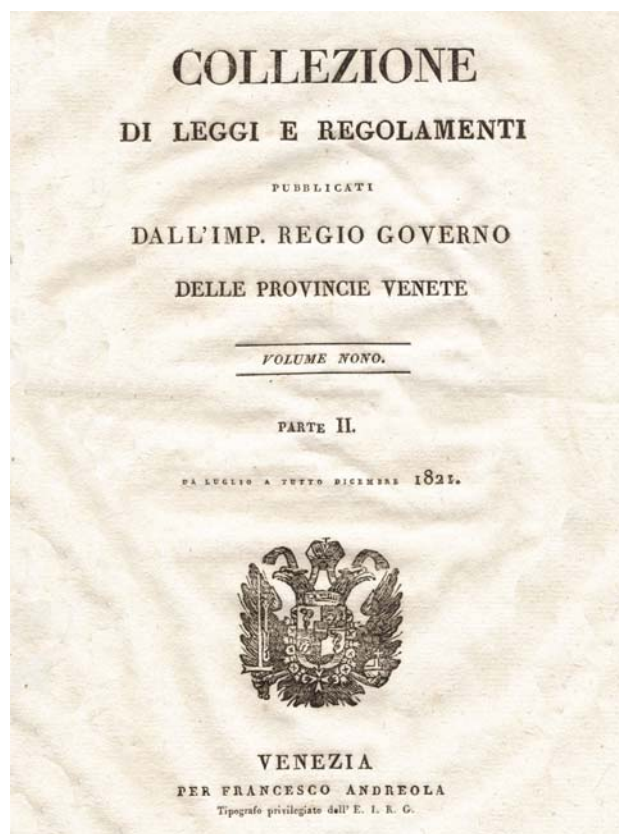 COLLEZIONE
DI LEGGI E REGOLAMENTI
PUBBLICATI
DALL'IMP. REGIO GOVERNO
DELLE PROVINCIE VENETE
VOLUME NONO.
PARTE II.
DA LUGLIO A TUTTO DICEMBRE 1821.
VENEZIA
PER FRANCESCO ANDREOLA
Tipografo privilegiato dell' E. I. R. G.